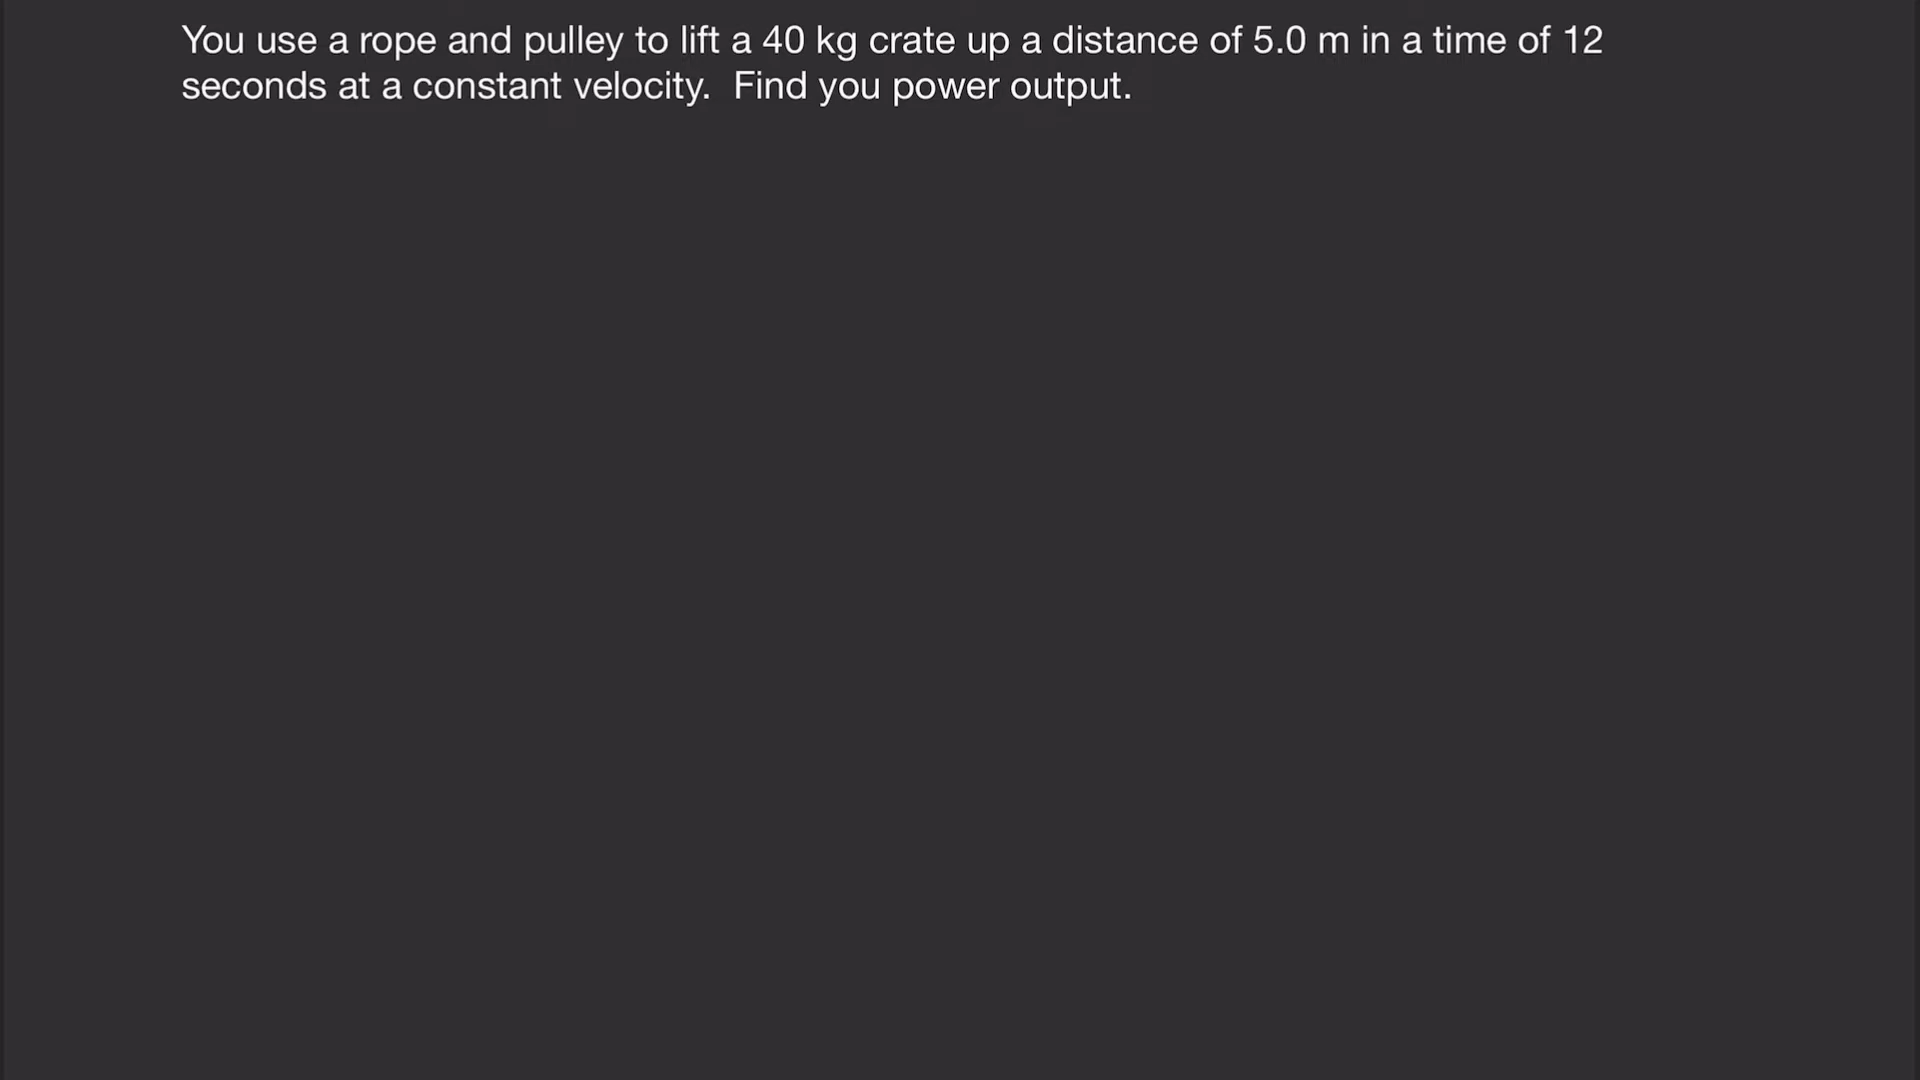 You use a rope and pulley to lift a 40 kg crate up a distance of 5.0 m in a time of 12
seconds at a constant velocity.  Find you power output.